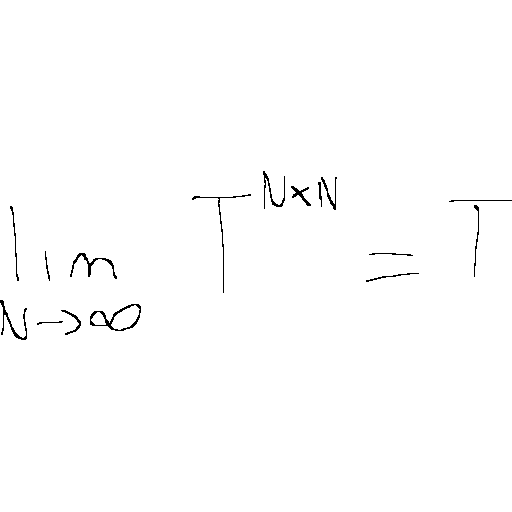 lim T^{N×N} = T
N→∞